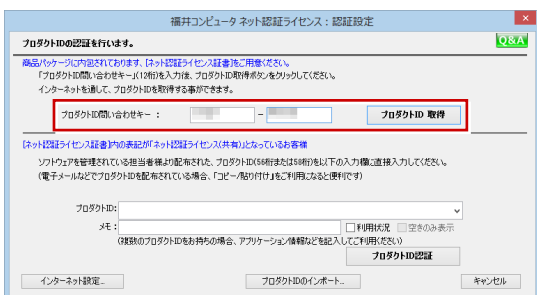 福井コンピュータ ネット認証ライセンス：認証設定
×
プロダクトIDの認証を行います。
Q&A
商品パッケージに内包されております、[ネット認証ライセンス証書]をご用意ください。
「プロダクトID問い合わせキー」(12桁)を入力後、プロダクトID取得ボタンをクリックしてください。
インターネットを通して、プロダクトIDを取得する事ができます。
プロダクトID問い合わせキー ：
-
プロダクトID 取得
[ネット認証ライセンス証書]内の表記が「ネット認証ライセンス(共有)」となっているお客様
ソフトウェアを管理されている担当者様より配布された、プロダクトID(56桁または58桁)を以下の入力欄に直接入力してください。
(電子メールなどでプロダクトIDを配布されている場合、「コピー/貼り付け」をご利用になると便利です)
プロダクトID:
メモ：
利用状況
空きのみ表示
(複数のプロダクトIDをお持ちの場合、アプリケーション情報などを記入してご利用ください)
プロダクトID認証
インターネット設定...
プロダクトIDのインポート...
キャンセル